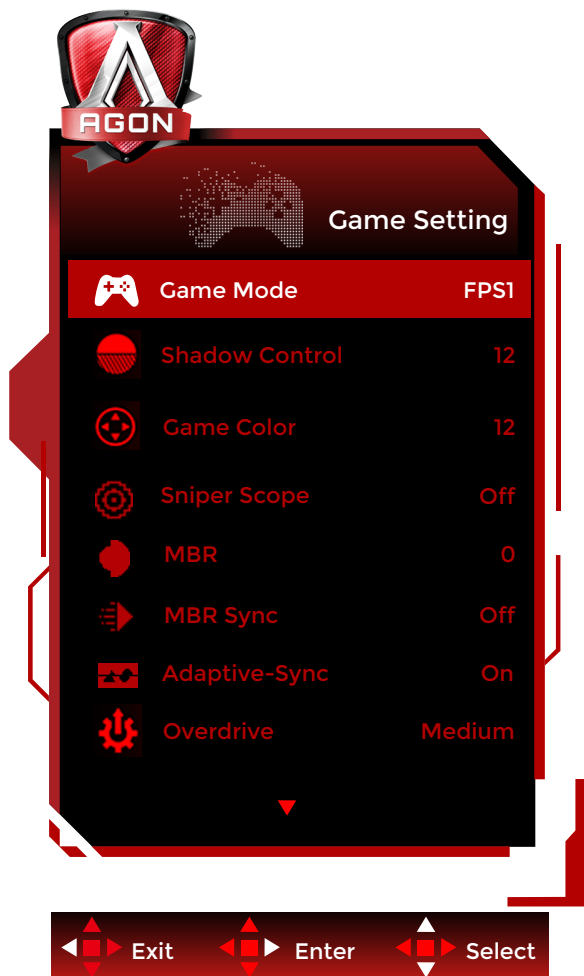 AGON
Game Setting
Game Mode FPS1
Shadow Control 12
Game Color 12
Sniper Scope Off
MBR 0
MBR Sync Off
Adaptive-Sync On
Overdrive Medium
Exit Enter Select